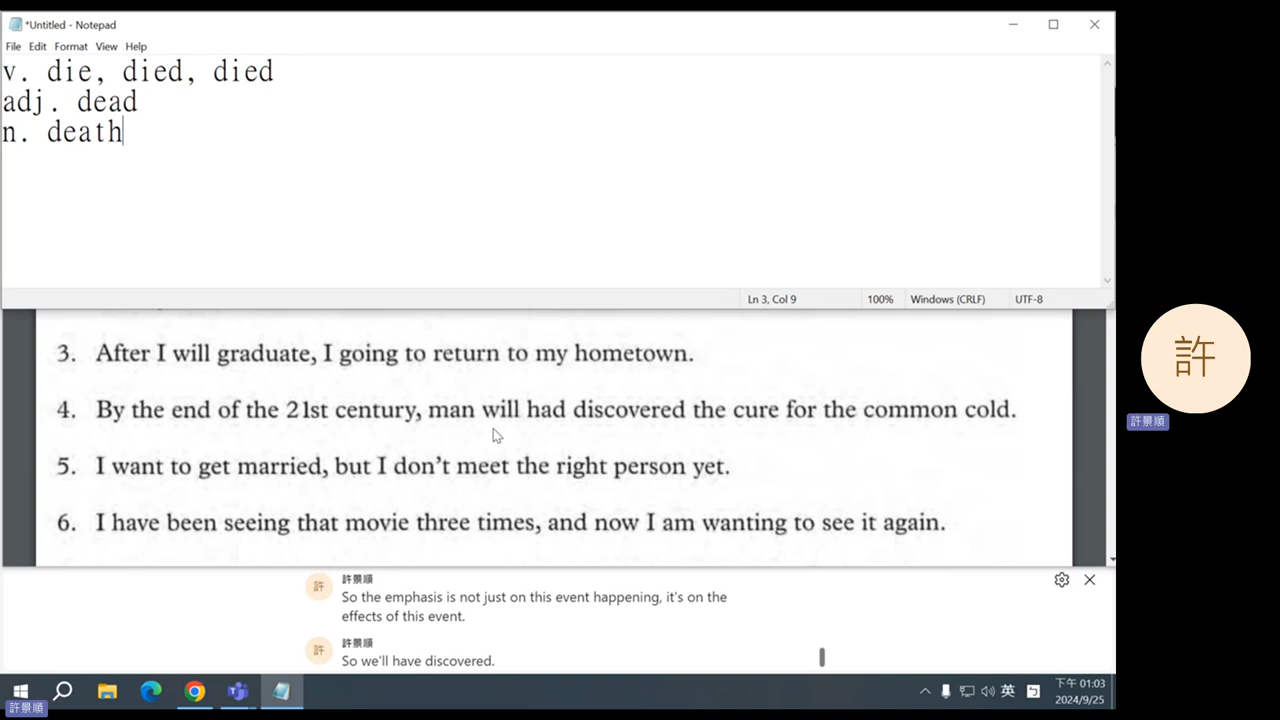 *Untitled - Notepad
File Edit Format View Help
v. die, died, died
adj. dead
n. death
Ln 3, Col 9 100% Windows (CRLF) UTF-8
3. After I will graduate, I going to return to my hometown.
4. By the end of the 21st century, man will had discovered the cure for the common cold.
5. I want to get married, but I don't meet the right person yet.
6. I have been seeing that movie three times, and now I am wanting to see it again.
許
許景順
許 許景順
So the emphasis is not just on this event happening, it's on the
effects of this event.
許 許景順
So we'll have discovered.
英 ㄅ
下午 01:03
2024/9/25
許景順